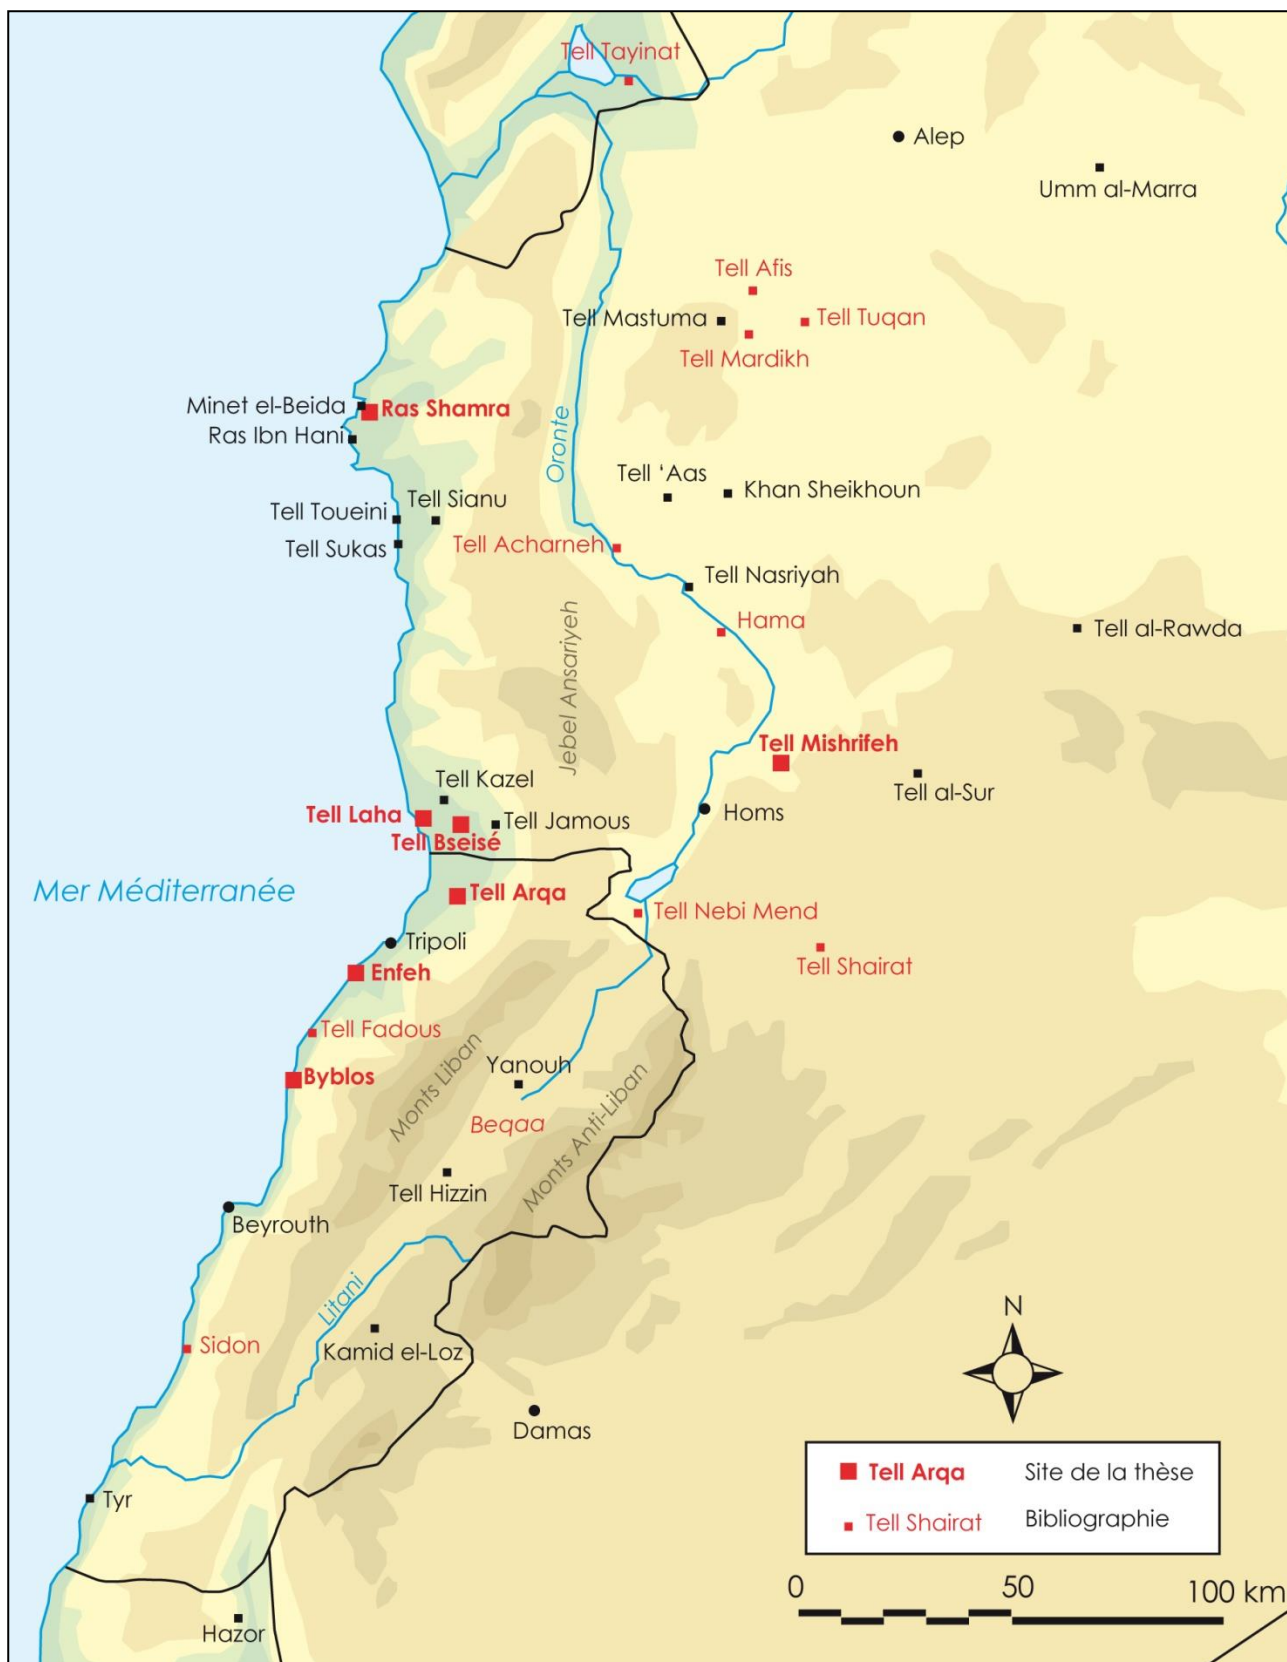 Tell Tayinat
Alep
Umm al-Marra
Tell Afis
Tell Mastuma
Tell Tuqan
Tell Mardikh
Minet el-Beida
Ras Shamra
Ras Ibn Hani
Oronte
Tell ‘Aas
Khan Sheikhoun
Tell Toueini
Tell Sianu
Tell Sukas
Tell Acharneh
Tell Nasriyah
Hama
Tell al-Rawda
Jebel Ansariyeh
Tell Mishrifeh
Tell Kazel
Tell al-Sur
Tell Laha
Tell Jamous
Homs
Tell Bseisé
Mer Méditerranée
Tell Arqa
Tell Nebi Mend
Tripoli
Tell Shairat
Enfeh
Tell Fadous
Monts Liban
Yanouh
Byblos
Beqaa
Monts Anti-Liban
Tell Hizzin
Beyrouth
Litani
N
Sidon
Kamid el-Loz
Damas
Tell Arqa Site de la thèse
Tell Shairat Bibliographie
Tyr
0 50 100 km
Hazor